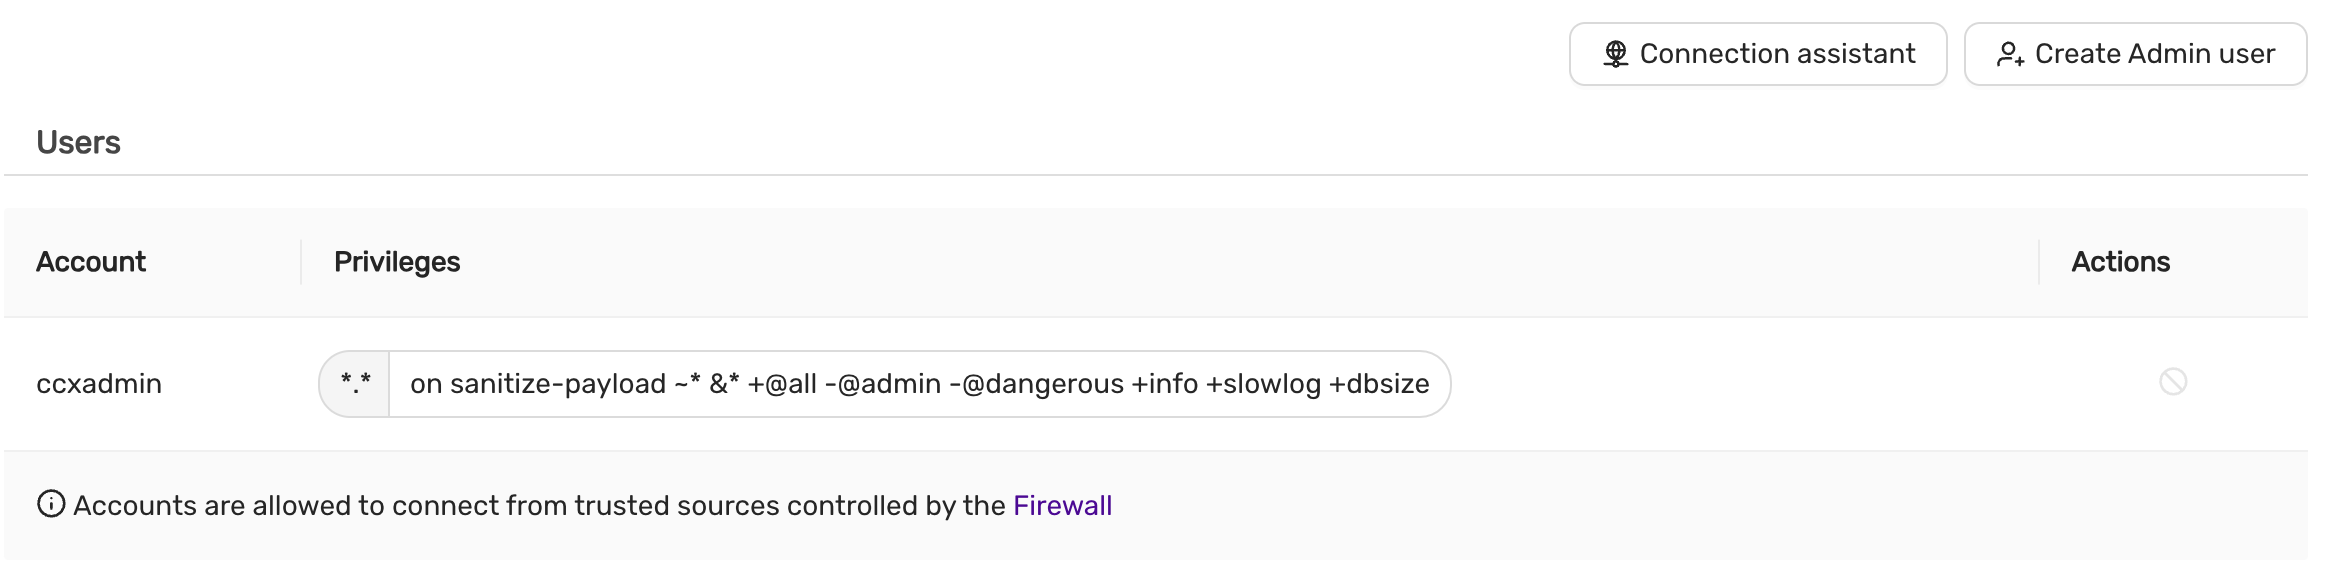 Connection assistant
Create Admin user
Users
Account
Privileges
Actions
ccxadmin
*.*
on sanitize-payload ~* &* +@all -@admin -@dangerous +info +slowlog +dbsize
Accounts are allowed to connect from trusted sources controlled by the Firewall